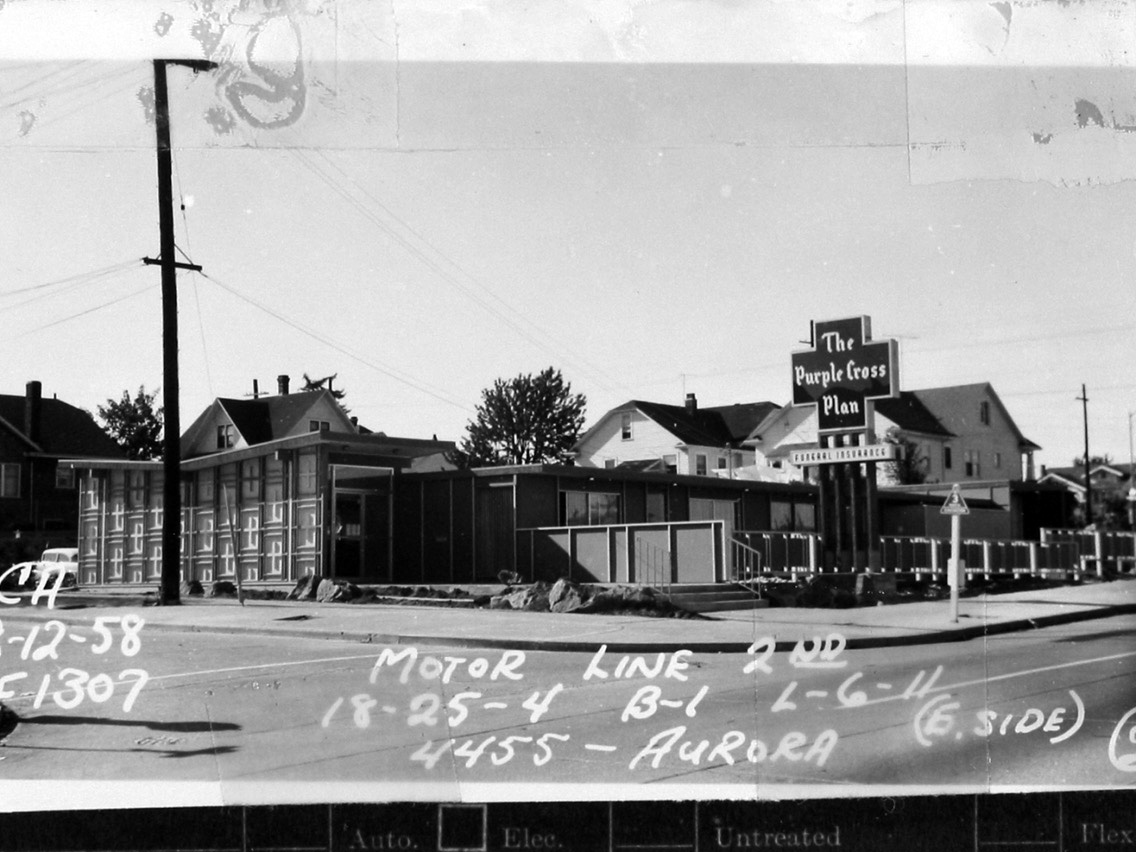 The
Purple Cross
Plan
FUNERAL INSURANCE
CH
-12-58
F1307
MOTOR LINE 2ND
18-25-4 B-1 L-6-11
(E. SIDE)
4455 - AURORA
Auto. Elec. Untreated Flex